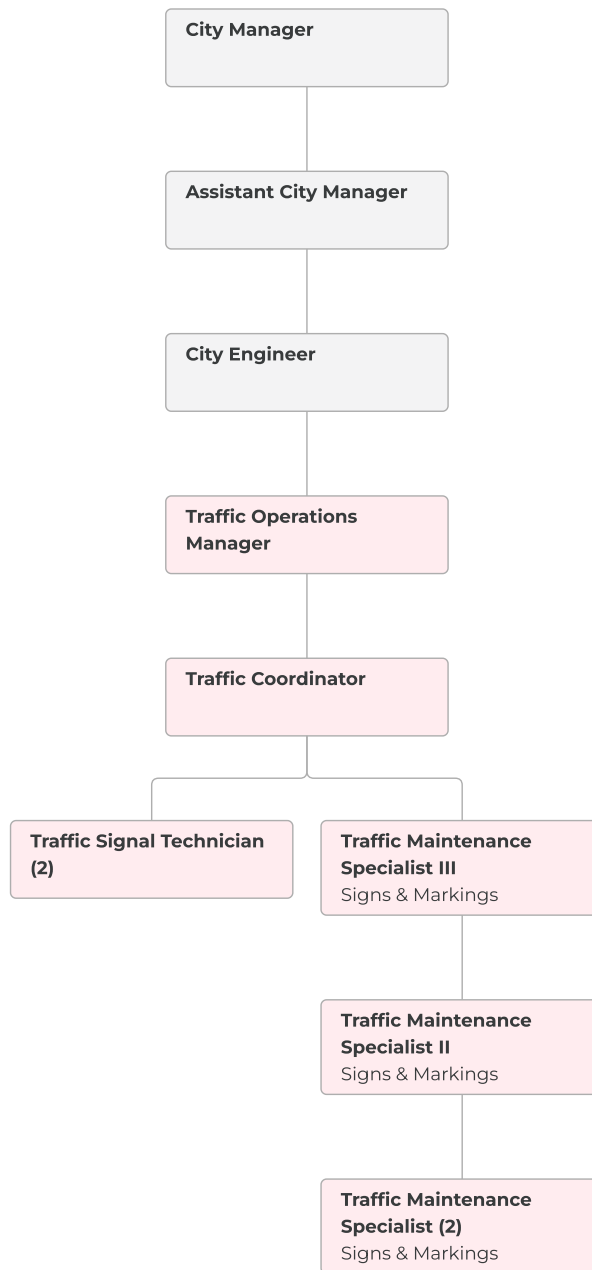 City Manager
Assistant City Manager
City Engineer
Traffic Operations
Manager
Traffic Coordinator
Traffic Signal Technician
(2)
Traffic Maintenance
Specialist III
Signs & Markings
Traffic Maintenance
Specialist II
Signs & Markings
Traffic Maintenance
Specialist (2)
Signs & Markings